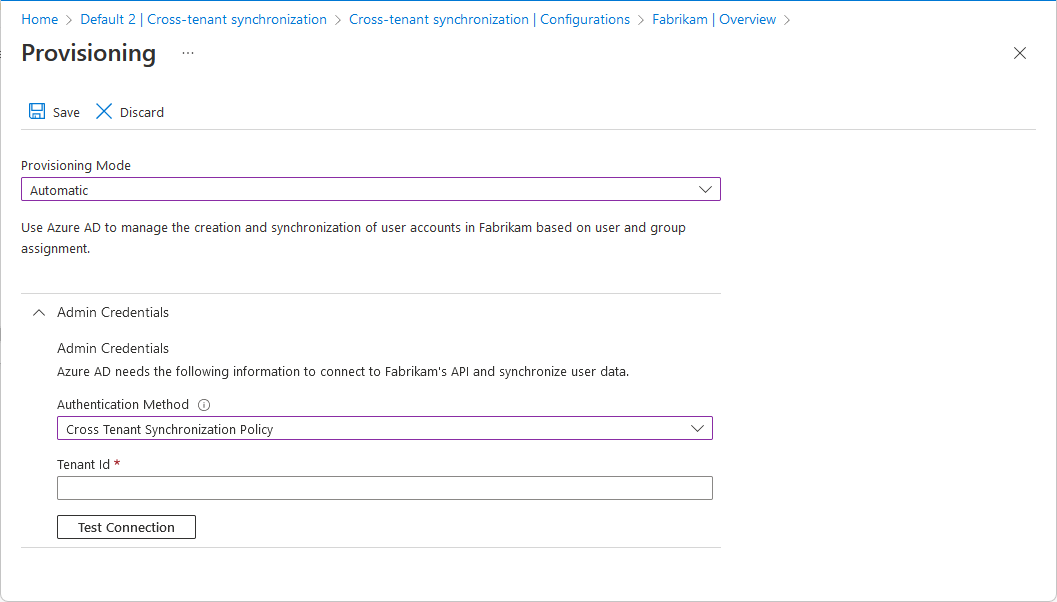 Home > Default 2 | Cross-tenant synchronization > Cross-tenant synchronization | Configurations > Fabrikam | Overview >
Provisioning ...
Save Discard
Provisioning Mode
Automatic
Use Azure AD to manage the creation and synchronization of user accounts in Fabrikam based on user and group
assignment.
Admin Credentials
Admin Credentials
Azure AD needs the following information to connect to Fabrikam's API and synchronize user data.
Authentication Method
Cross Tenant Synchronization Policy
Tenant Id *
Test Connection